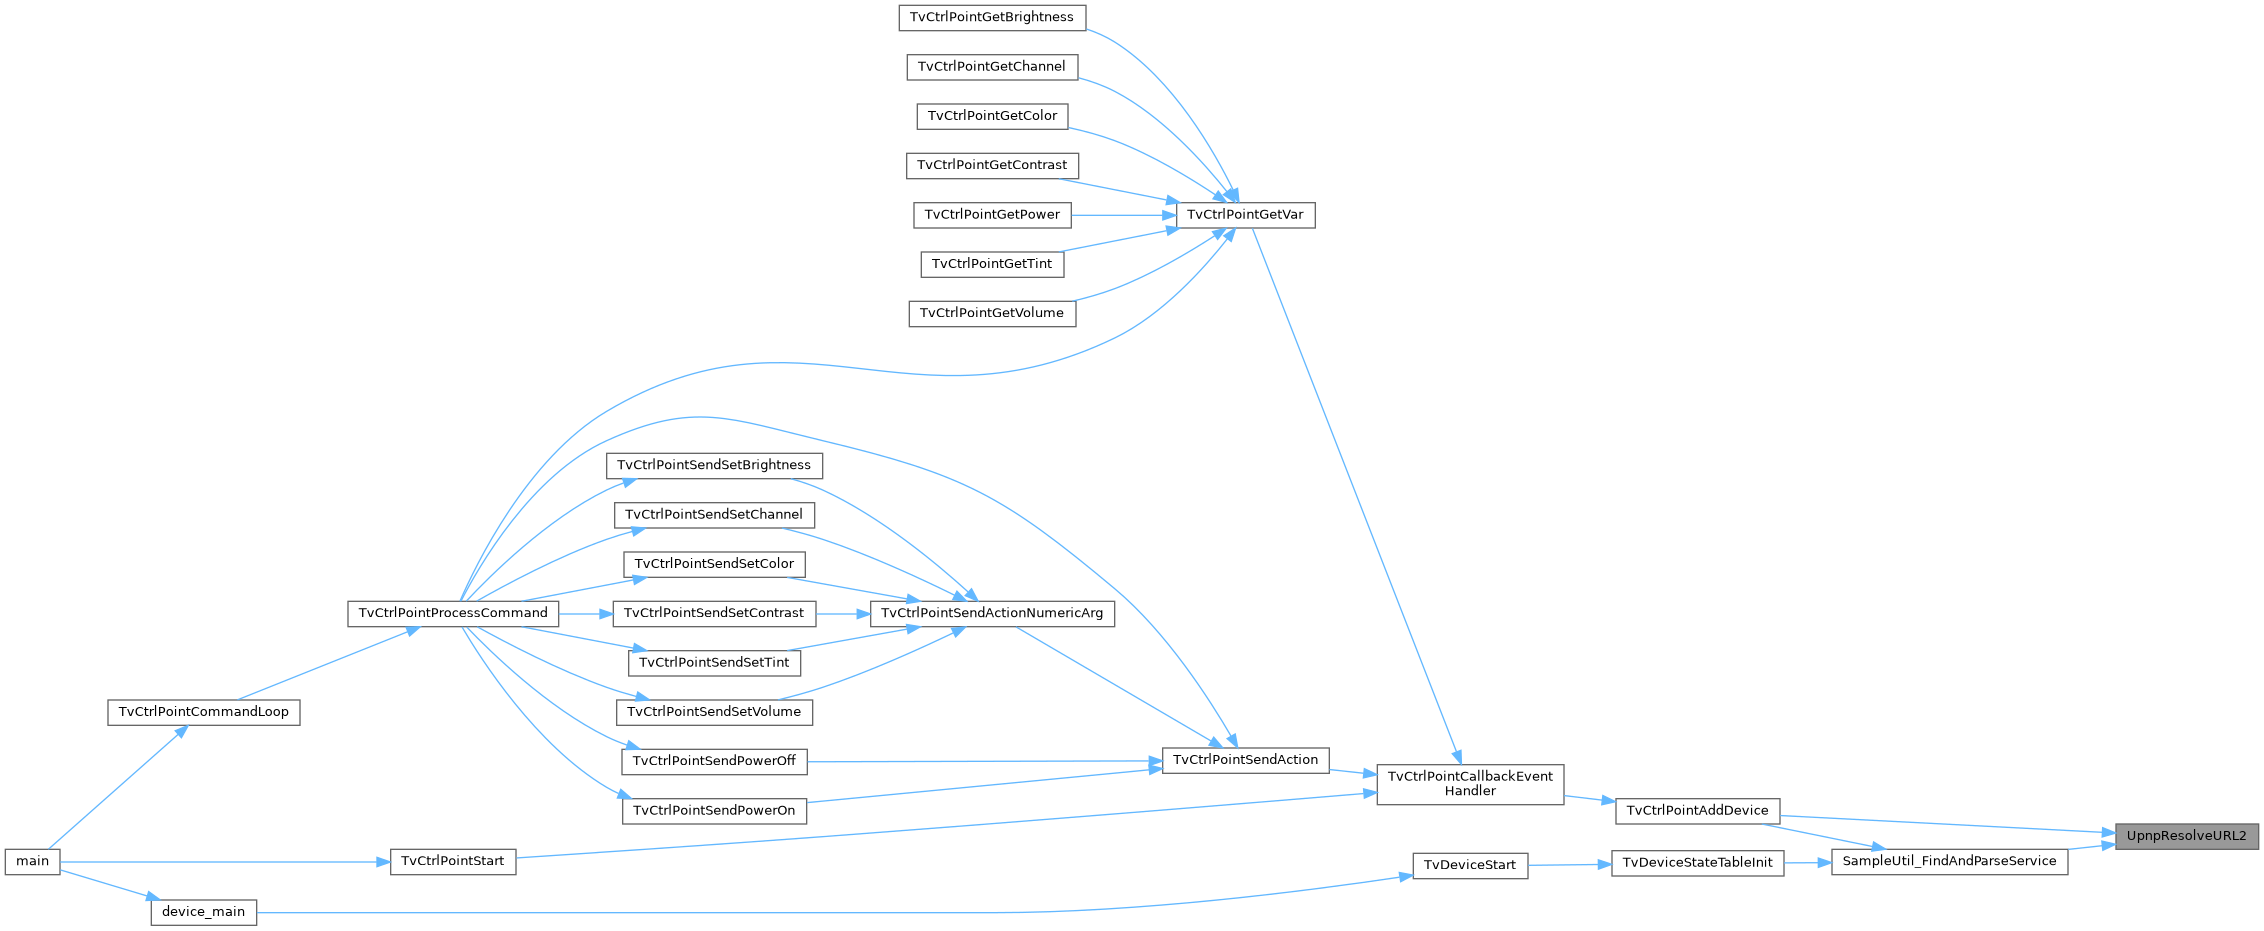 TvCtrlPointGetBrightness
TvCtrlPointGetChannel
TvCtrlPointGetColor
TvCtrlPointGetContrast
TvCtrlPointGetPower
TvCtrlPointGetVar
TvCtrlPointGetTint
TvCtrlPointGetVolume
TvCtrlPointSendSetBrightness
TvCtrlPointSendSetChannel
TvCtrlPointSendSetColor
TvCtrlPointProcessCommand
TvCtrlPointSendSetContrast
TvCtrlPointSendActionNumericArg
TvCtrlPointSendSetTint
TvCtrlPointCommandLoop
TvCtrlPointSendSetVolume
TvCtrlPointSendPowerOff
TvCtrlPointSendAction
TvCtrlPointCallbackEvent
Handler
TvCtrlPointSendPowerOn
TvCtrlPointAddDevice
UpnpResolveURL2
main
TvCtrlPointStart
TvDeviceStart
TvDeviceStateTableInit
SampleUtil_FindAndParseService
device_main